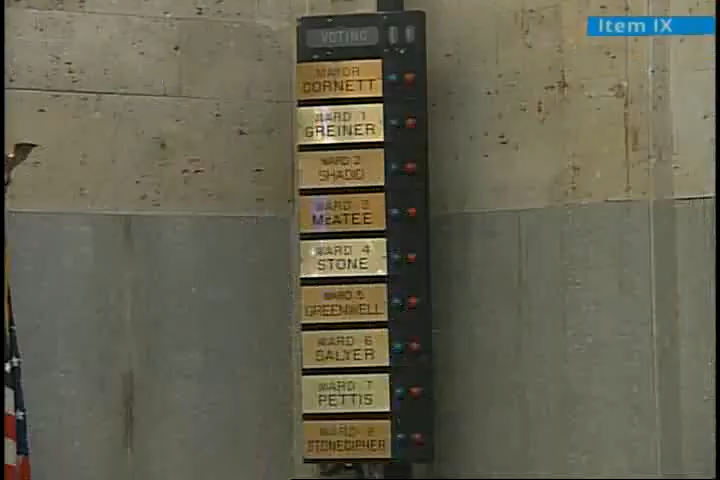 Item IX
VOTING
MAYOR
CORNETT
WARD 1
GREINER
WARD 2
SHADID
WARD 3
McATEE
WARD 4
STONE
WARD 5
GREENWELL
WARD 6
SALYER
WARD 7
PETTIS
WARD 8
STONECIPHER